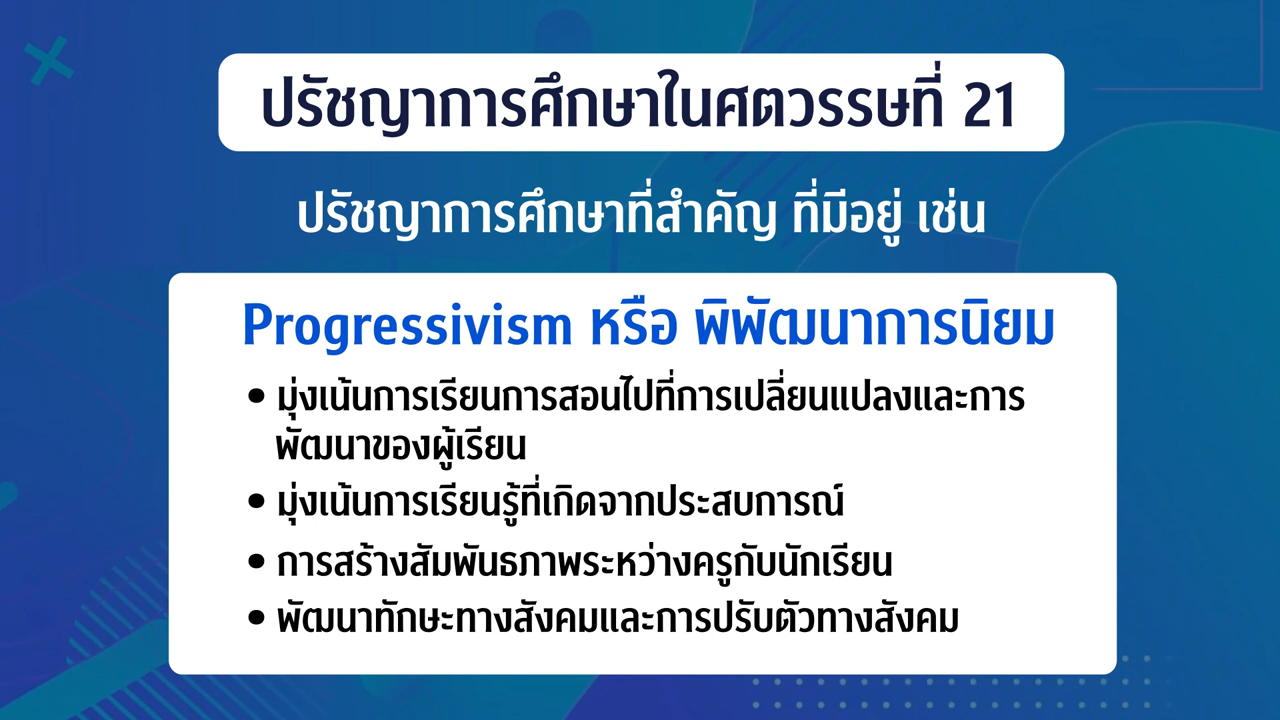 ปรัชญาการศึกษาในศตวรรษที่ 21
ปรัชญาการศึกษาที่สำคัญ ที่มีอยู่ เช่น
Progressivism หรือ พิพัฒนาการนิยม
• มุ่งเน้นการเรียนการสอนไปที่การเปลี่ยนแปลงและการ
พัฒนาของผู้เรียน
• มุ่งเน้นการเรียนรู้ที่เกิดจากประสบการณ์
• การสร้างสัมพันธภาพระหว่างครูกับนักเรียน
• พัฒนาทักษะทางสังคมและการปรับตัวทางสังคม